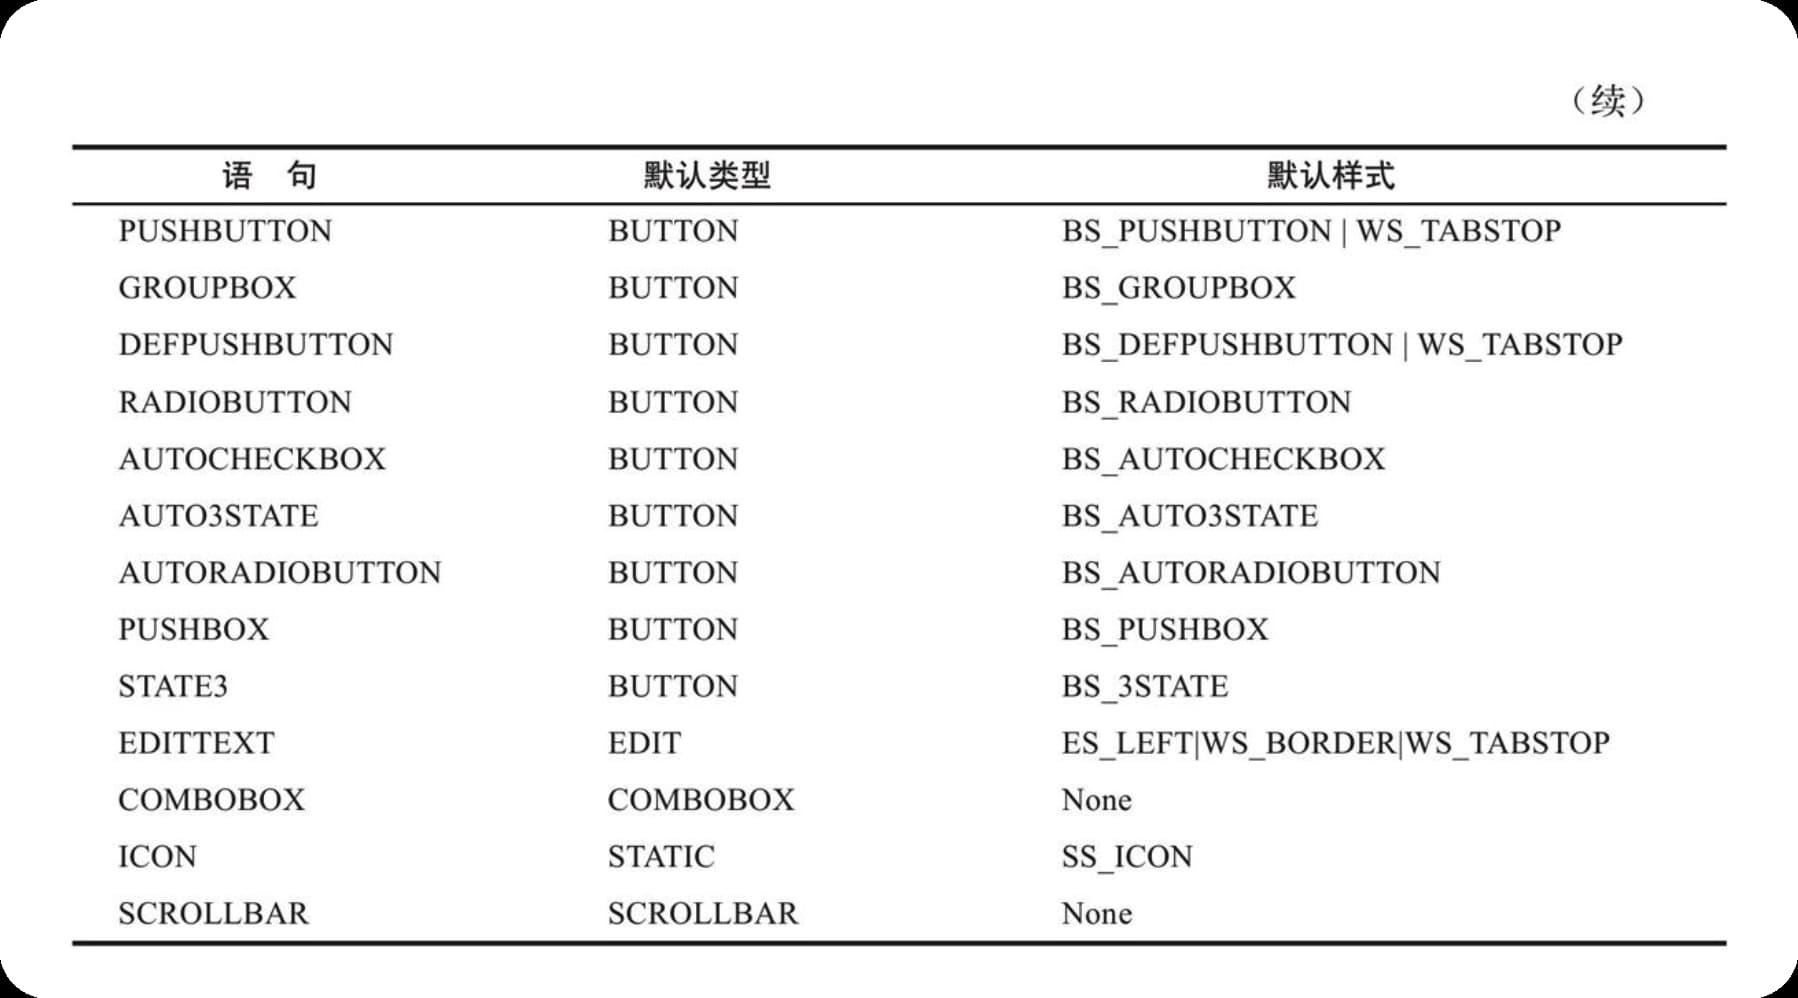 （续）
语 句 默认类型 默认样式
PUSHBUTTON BUTTON BS_PUSHBUTTON | WS_TABSTOP
GROUPBOX BUTTON BS_GROUPBOX
DEFPUSHBUTTON BUTTON BS_DEFPUSHBUTTON | WS_TABSTOP
RADIOBUTTON BUTTON BS_RADIOBUTTON
AUTOCHECKBOX BUTTON BS_AUTOCHECKBOX
AUTO3STATE BUTTON BS_AUTO3STATE
AUTORADIOBUTTON BUTTON BS_AUTORADIOBUTTON
PUSHBOX BUTTON BS_PUSHBOX
STATE3 BUTTON BS_3STATE
EDITTEXT EDIT ES_LEFT|WS_BORDER|WS_TABSTOP
COMBOBOX COMBOBOX None
ICON STATIC SS_ICON
SCROLLBAR SCROLLBAR None